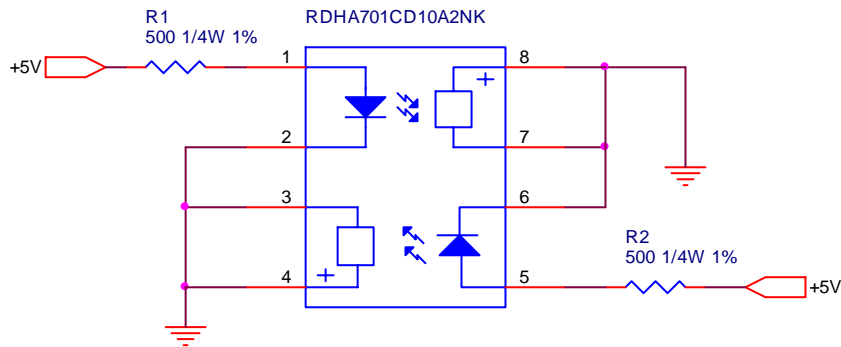 R1
500 1/4W 1%
RDHA701CD10A2NK
+5V
1
2
3
4
8
7
6
5
+
+
R2
500 1/4W 1%
+5V